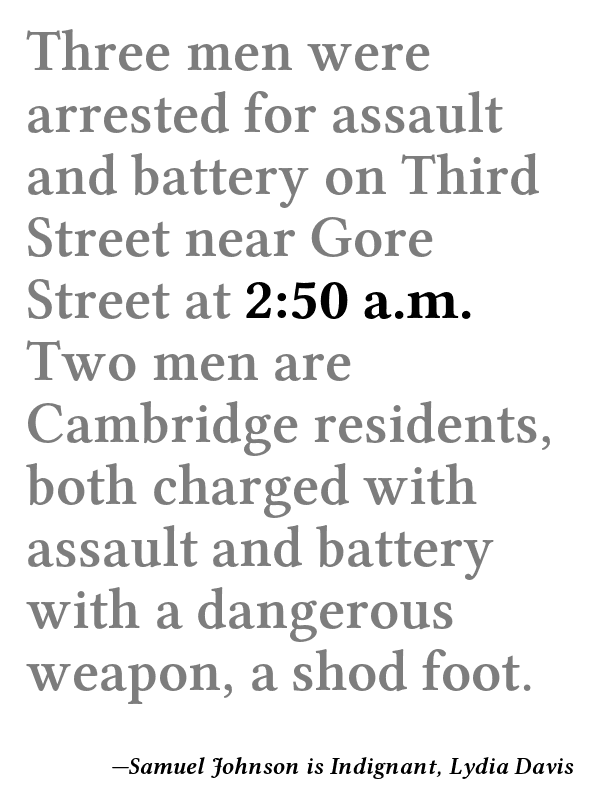 Three men were
arrested for assault
and battery on Third
Street near Gore
Street at 2:50 a.m.
Two men are
Cambridge residents,
both charged with
assault and battery
with a dangerous
weapon, a shod foot.
—Samuel Johnson is Indignant, Lydia Davis